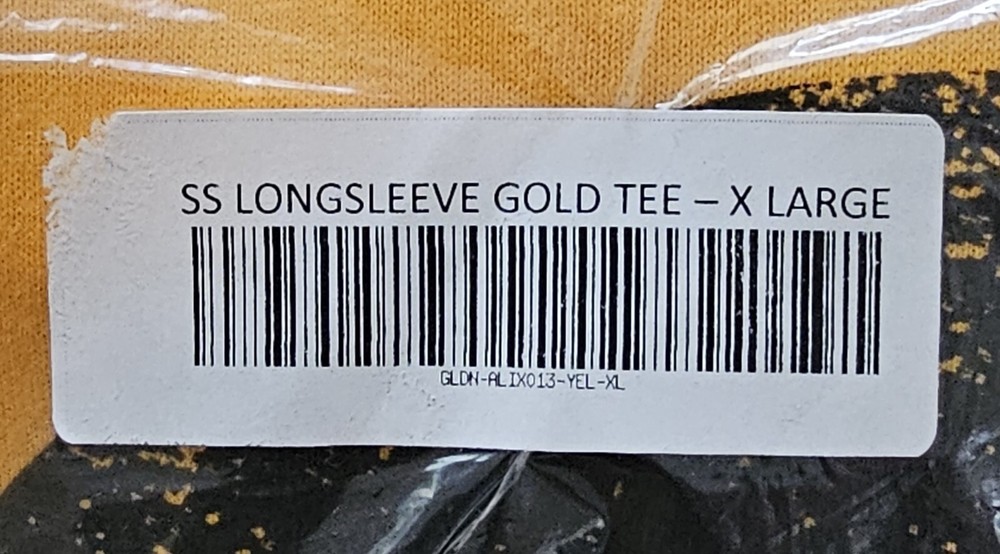 SS LONGSLEEVE GOLD TEE – X LARGE
GLDN-ALIX013-YEL-XL